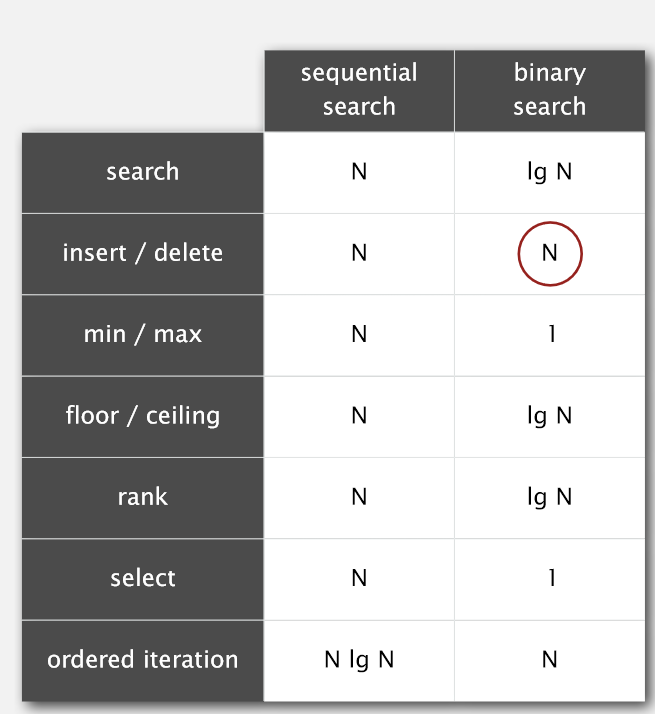 sequential
search
binary
search
search N lg N
insert / delete N N
min / max N 1
floor / ceiling N lg N
rank N lg N
select N 1
ordered iteration N lg N N